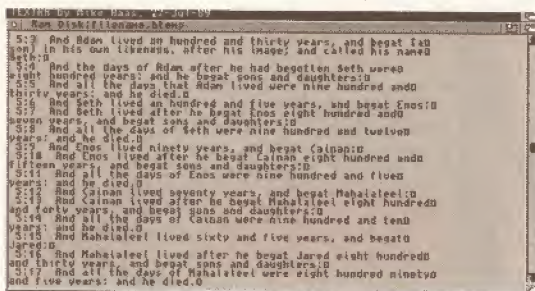 TEXTRA by Mike Haas, 22-Jul-89
Ram Disk:filename.btemp
5:3 And Adam lived an hundred and thirty years, and begat (a¤
son) in his own likeness, after his image; and called his name¤
Seth:¤
5:4 And the days of Adam after he had begotten Seth were¤
eight hundred years: and he begat sons and daughters:¤
5:5 And all the days that Adam lived were nine hundred and¤
thirty years: and he died.¤
5:6 And Seth lived an hundred and five years, and begat Enos:¤
5:7 And Seth lived after he begat Enos eight hundred and¤
seven years, and begat sons and daughters:¤
5:8 And all the days of Seth were nine hundred and twelve¤
years: and he died.¤
5:9 And Enos lived ninety years, and begat Cainan:¤
5:10 And Enos lived after he begat Cainan eight hundred and¤
fifteen years, and begat sons and daughters:¤
5:11 And all the days of Enos were nine hundred and five¤
years: and he died.¤
5:12 And Cainan lived seventy years, and begat Mahalaleel:¤
5:13 And Cainan lived after he begat Mahalaleel eight hundred¤
and forty years, and begat sons and daughters:¤
5:14 And all the days of Cainan were nine hundred and ten¤
years: and he died.¤
5:15 And Mahalaleel lived sixty and five years, and begat¤
Jared:¤
5:16 And Mahalaleel lived after he begat Jared eight hundred¤
and thirty years, and begat sons and daughters:¤
5:17 And all the days of Mahalaleel were eight hundred ninety¤
and five years: and he died.¤